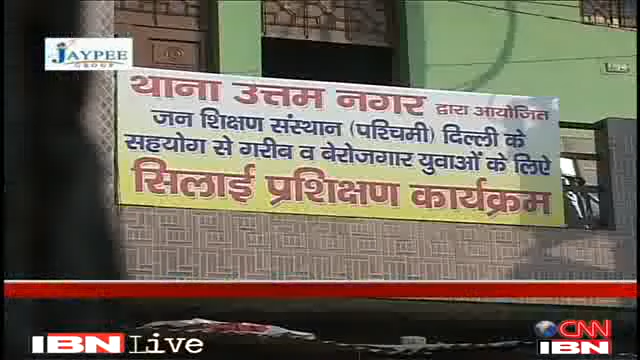 JAYPEE
GROUP
थाना उत्तम नगर द्वारा आयोजित
जन शिक्षण संस्थान (पश्चिमी) दिल्ली के
सहयोग से गरीब व बेरोजगार युवाओं के लिए
सिलाई प्रशिक्षण कार्यक्रम
IBN Live
CNN
IBN